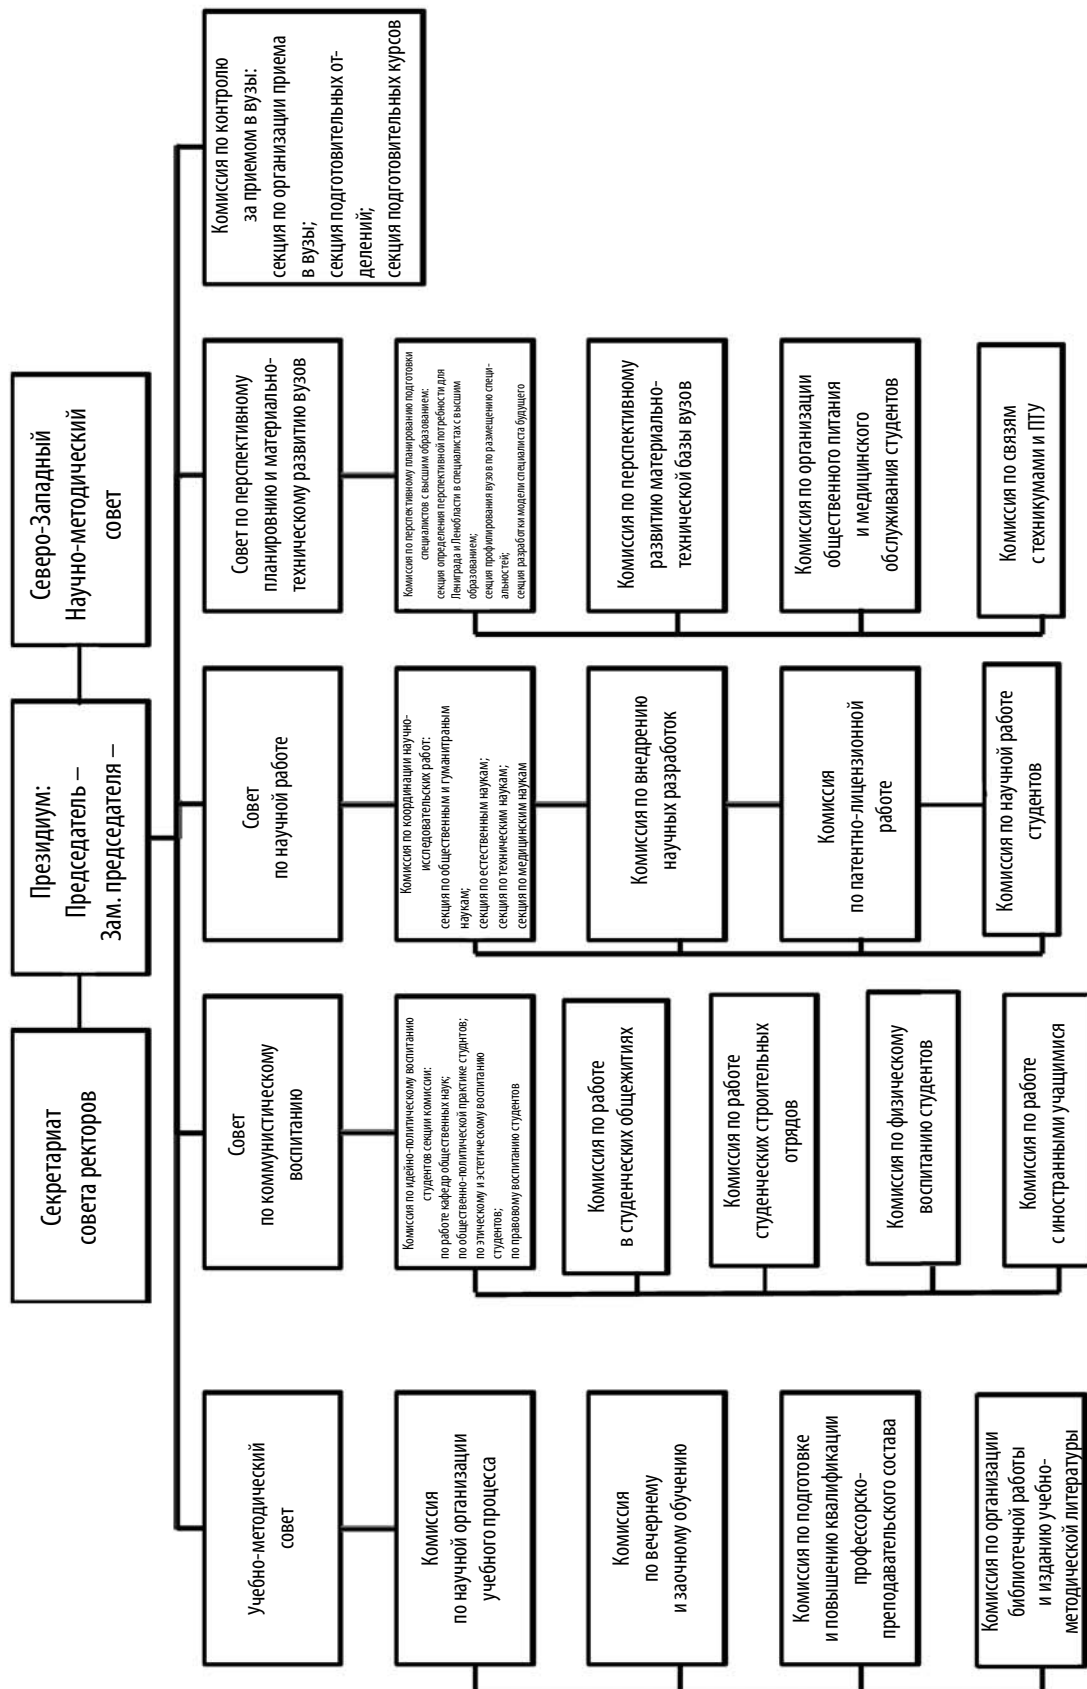 Секретариат
совета ректоров
Президиум:
Председатель –
Зам. председателя –
Северо-Западный
Научно-методический
совет
Учебно-методический
совет
Совет
по коммунистическому
воспитанию
Совет
по научной работе
Совет по перспективному
планировнию и материально-
техническому развитию вузов
Комиссия по контролю
за приемом в вузы:
секция по организации приема
в вузы;
секция подготовительных от-
делений;
секция подготовительных курсов
Комиссия
по научной организации
учебного процесса
Комиссия
по вечернему
и заочному обучению
Комиссия по подготовке
и повышению квалификации
профессорско-
преподавательского состава
Комиссия по организации
библиотечной работы
и изданию учебно-
методической литературы
Комиссия по идейно-политическому воспитанию
студентов секции комиссии:
по работе кафедр общественных наук;
по общественно-политической практике студнтов;
по этическому и эстетическому воспитанию
студентов;
по правовому воспитанию студентов
Комиссия по работе
в студенческих общежитиях
Комиссия по работе
студенческих строительных
отрядов
Комиссия по физическому
воспитанию студентов
Комиссия по работе
с иностранными учащимися
Комиссия по координации научно-
исследовательских работ:
секция по общественным и гуманитраным
наукам;
секция по естественным наукам;
секция по техническим наукам;
секция по медицинским наукам
Комиссия по внедрению
научных разработок
Комиссия
по патентно-лицензионной
работе
Комиссия по научной работе
студентов
Комиссия по перспективному планированию подготовки
специалистов с высшим образованием:
секция определения перспективной потребности для
Лениграда и Ленобласти в специалистах с высшим
образованием;
секция профилирования вузов по размещению специ-
альностей;
секция разработки модели специалиста будущего
Комиссия по перспективному
развитию материально-
технической базы вузов
Комиссия по организации
общественного питания
и медицинского
обслуживания студентов
Комиссия по связям
с техникумами и ПТУ